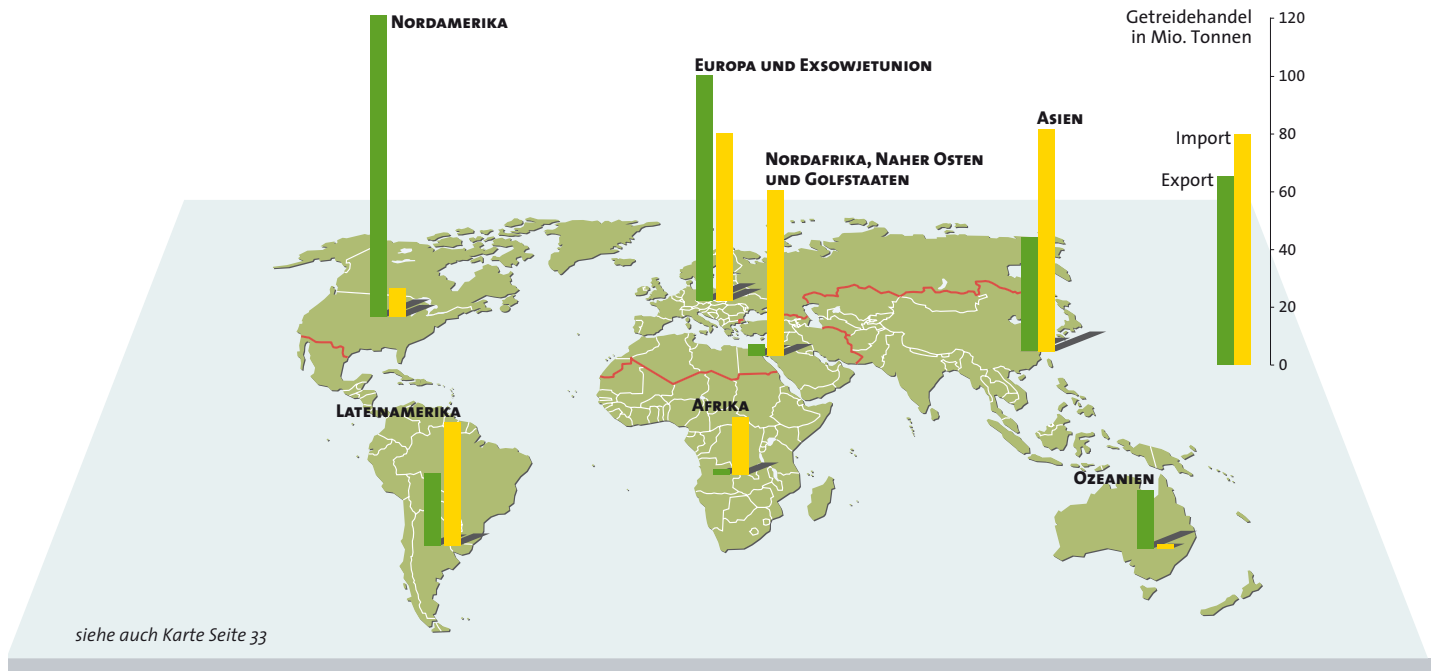 NORDAMERIKA
Getreidehandel
in Mio. Tonnen
120
100
80
60
40
20
0
Import
Export
EUROPA UND EXSOWJETUNION
ASIEN
NORDAFRIKA, NAHER OSTEN
UND GOLFSTAATEN
LATEINAMERIKA
AFRIKA
OZEANIEN
siehe auch Karte Seite 33